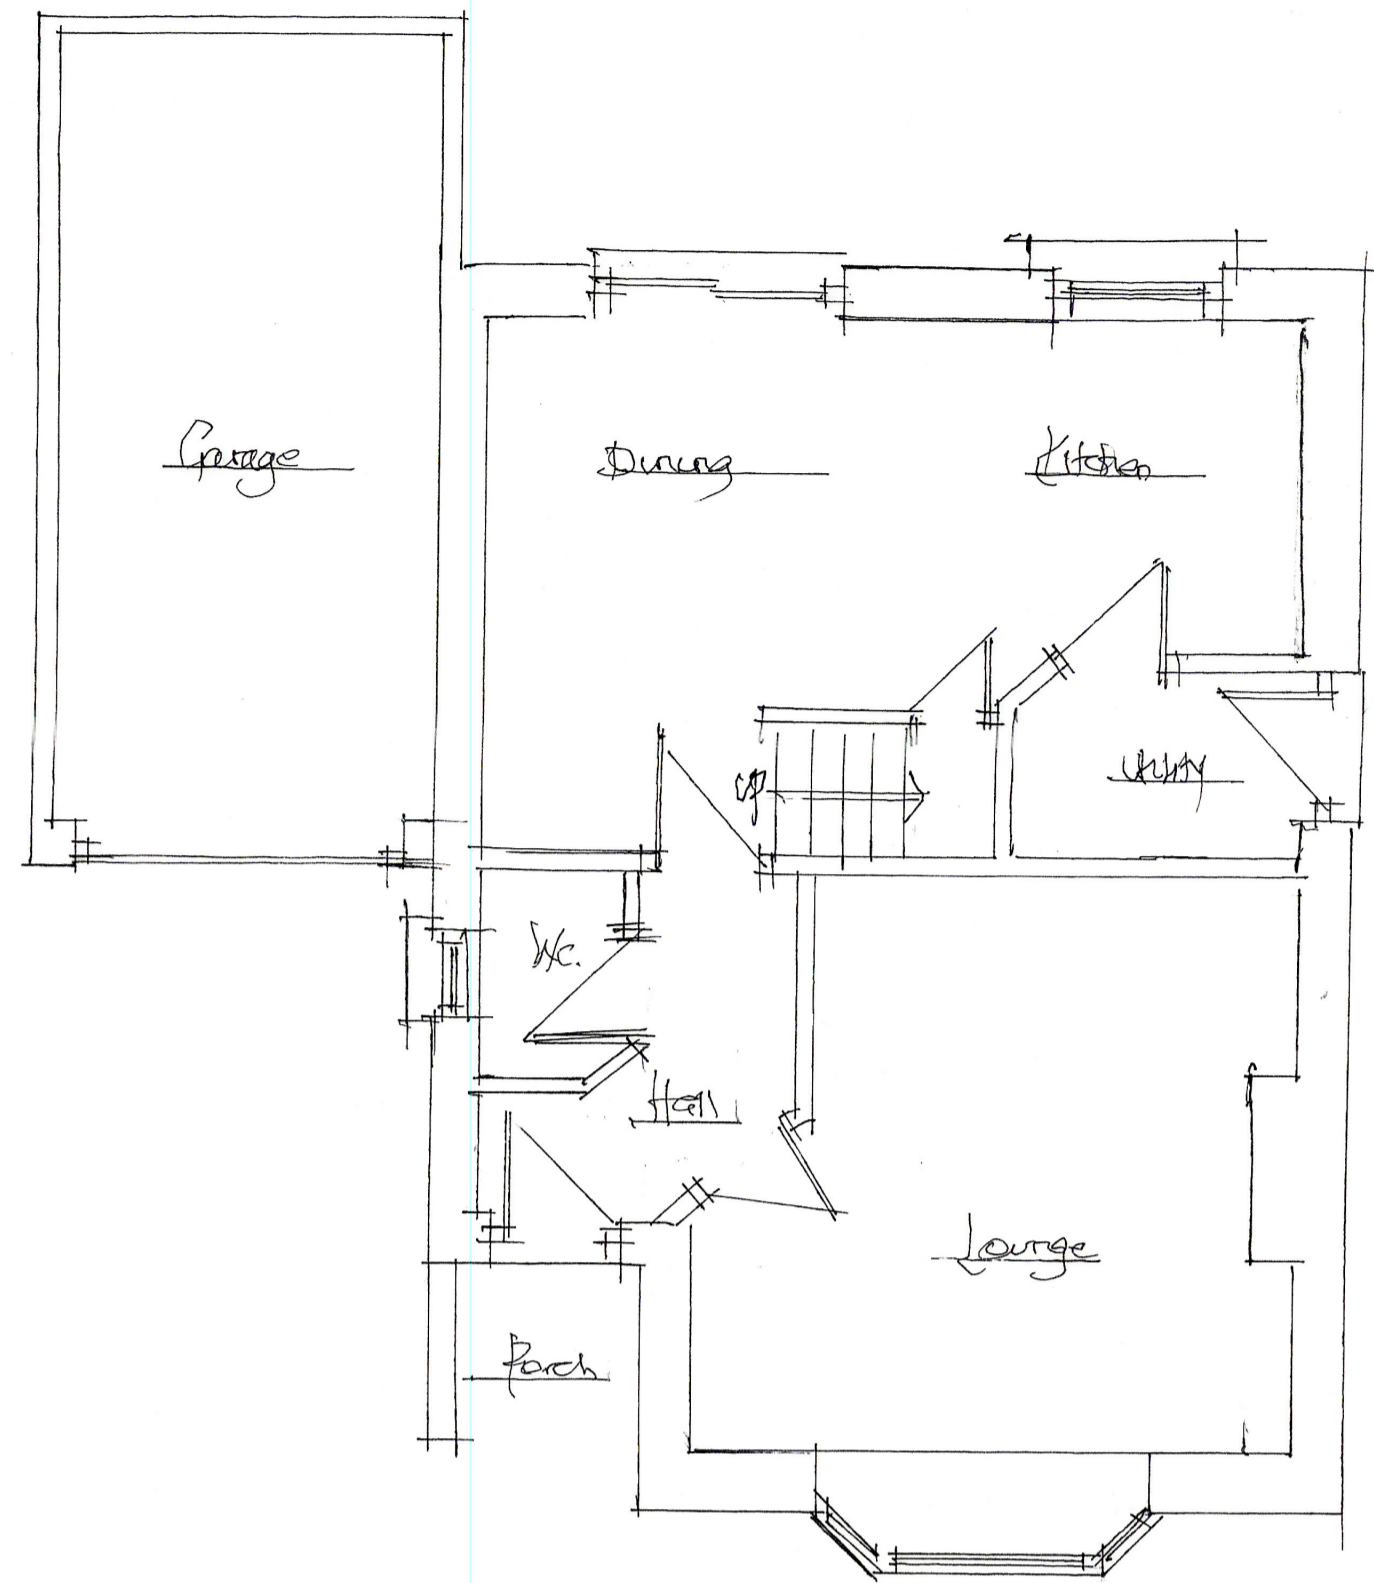 Garage
Dining
Kitchen
UP
Utility
Wc.
Hall
Lounge
Porch